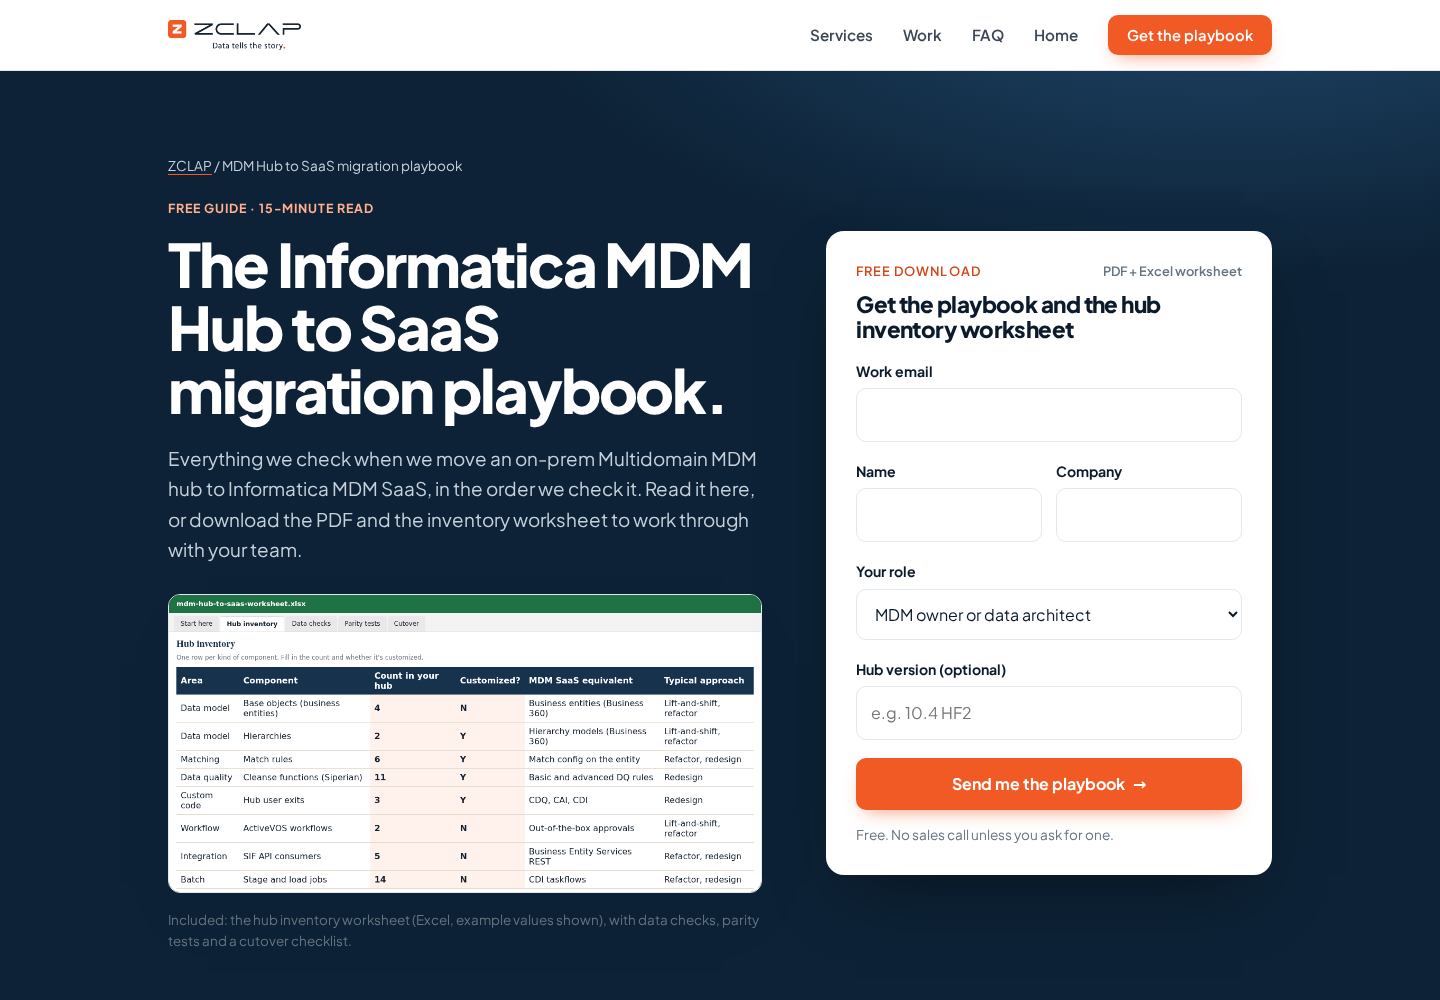 ZCLAP
Data tells the story.
Services
Work
FAQ
Home
Get the playbook
ZCLAP / MDM Hub to SaaS migration playbook
FREE GUIDE · 15-MINUTE READ
The Informatica MDM
Hub to SaaS
migration playbook.
Everything we check when we move an on-prem Multidomain MDM
hub to Informatica MDM SaaS, in the order we check it. Read it here,
or download the PDF and the inventory worksheet to work through
with your team.
mdm-hub-to-saas-worksheet.xlsx
Start here Hub inventory Data checks Parity tests Cutover
Hub inventory
One row per kind of component. Fill in the count and whether it's customized.
Area Component Count in your hub Customized? MDM SaaS equivalent Typical approach
Data model Base objects (business entities) 4 N Business entities (Business 360) Lift-and-shift, refactor
Data model Hierarchies 2 Y Hierarchy models (Business 360) Lift-and-shift, refactor
Matching Match rules 6 Y Match config on the entity Refactor, redesign
Data quality Cleanse functions (Siperian) 11 Y Basic and advanced DQ rules Redesign
Custom code Hub user exits 3 Y CDQ, CAI, CDI Redesign
Workflow ActiveVOS workflows 2 N Out-of-the-box approvals Lift-and-shift, refactor
Integration SIF API consumers 5 N Business Entity Services REST Refactor, redesign
Batch Stage and load jobs 14 N CDI taskflows Refactor, redesign
Included: the hub inventory worksheet (Excel, example values shown), with data checks, parity
tests and a cutover checklist.
FREE DOWNLOAD
PDF + Excel worksheet
Get the playbook and the hub
inventory worksheet
Work email
Name
Company
Your role
MDM owner or data architect
Hub version (optional)
e.g. 10.4 HF2
Send me the playbook →
Free. No sales call unless you ask for one.